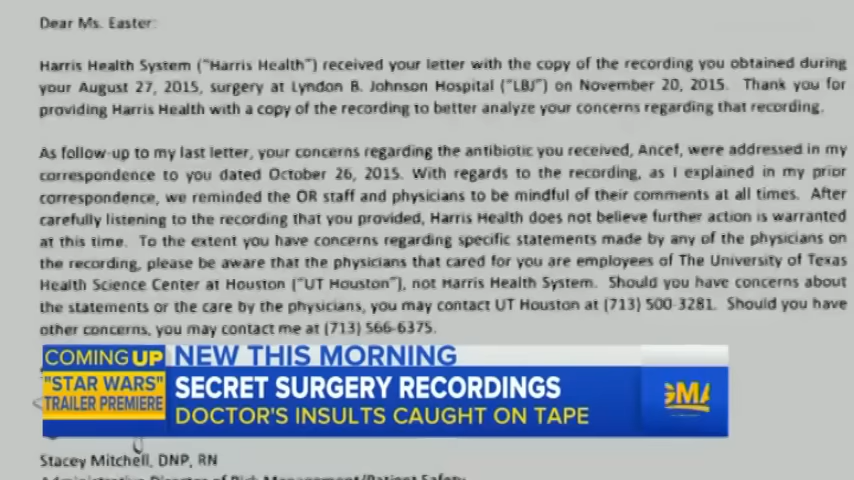 Dear Ms. Easter:
Harris Health System ("Harris Health") received your letter with the copy of the recording you obtained during
your August 27, 2015, surgery at Lyndon B. Johnson Hospital ("LBJ") on November 20, 2015. Thank you for
providing Harris Health with a copy of the recording to better analyze your concerns regarding that recording.
As follow-up to my last letter, your concerns regarding the antibiotic you received, Ancef, were addressed in my
correspondence to you dated October 26, 2015. With regards to the recording, as I explained in my prior
correspondence, we reminded the OR staff and physicians to be mindful of their comments at all times. After
carefully listening to the recording that you provided, Harris Health does not believe further action is warranted
at this time. To the extent you have concerns regarding specific statements made by any of the physicians on
the recording, please be aware that the physicians that cared for you are employees of The University of Texas
Health Science Center at Houston ("UT Houston"), not Harris Health System. Should you have concerns about
the statements or the care by the physicians, you may contact UT Houston at (713) 500-3281. Should you have
other concerns, you may contact me at (713) 566-6375.
COMING UP
"STAR WARS"
TRAILER PREMIERE
NEW THIS MORNING
SECRET SURGERY RECORDINGS
DOCTOR'S INSULTS CAUGHT ON TAPE
GMA
Stacey Mitchell, DNP, RN
Administrative Director of Risk Management/Patient Safety